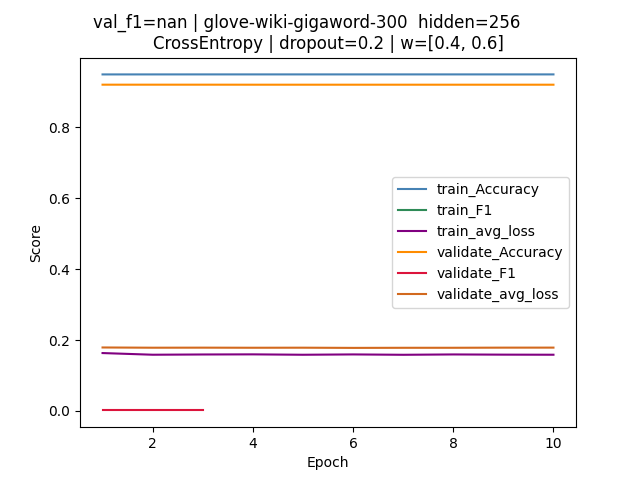 val_f1=nan | glove-wiki-gigaword-300  hidden=256
CrossEntropy | dropout=0.2 | w=[0.4, 0.6]
Score
0.8
0.6
0.4
0.2
0.0
train_Accuracy
train_F1
train_avg_loss
validate_Accuracy
validate_F1
validate_avg_loss
2 4 6 8 10
Epoch